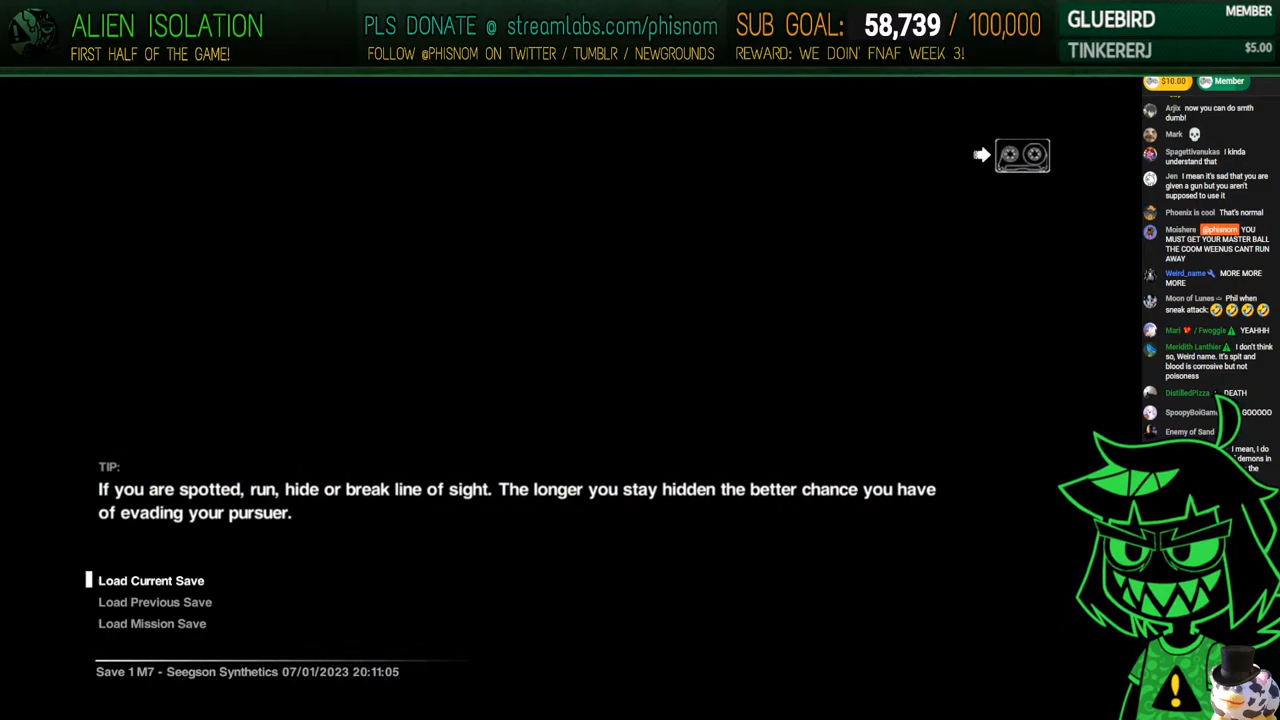 ALIEN ISOLATION
FIRST HALF OF THE GAME!
PLS DONATE @ streamlabs.com/phisnom
FOLLOW @PHISNOM ON TWITTER / TUMBLR / NEWGROUNDS
SUB GOAL: 58,739 / 100,000
REWARD: WE DOIN' FNAF WEEK 3!
GLUEBIRD MEMBER
TINKERERJ $5.00
$10.00 Member
Arjix now you can do smth
dumb!
Mark
Spagettivanukas I kinda
understand that
Jen I mean it's sad that you are
given a gun but you aren't
supposed to use it
Phoenix is cool That's normal
Moishere @phisnom YOU
MUST GET YOUR MASTER BALL
THE COOM WEENUS CANT RUN
AWAY
Weird_name MORE MORE
MORE
Moon of Lunes Phil when
sneak attack:
Mari / Fwoggie YEAHHH
Meridith Lanthier I don't think
so, Weird name. It's spit and
blood is corrosive but not
poisoness
DistilledPizza DEATH
SpoopyBoiGam GOOOOO
Enemy of Sand
I mean, I do
demons in
the
TIP:
If you are spotted, run, hide or break line of sight. The longer you stay hidden the better chance you have
of evading your pursuer.
Load Current Save
Load Previous Save
Load Mission Save
Save 1 M7 - Seegson Synthetics 07/01/2023 20:11:05